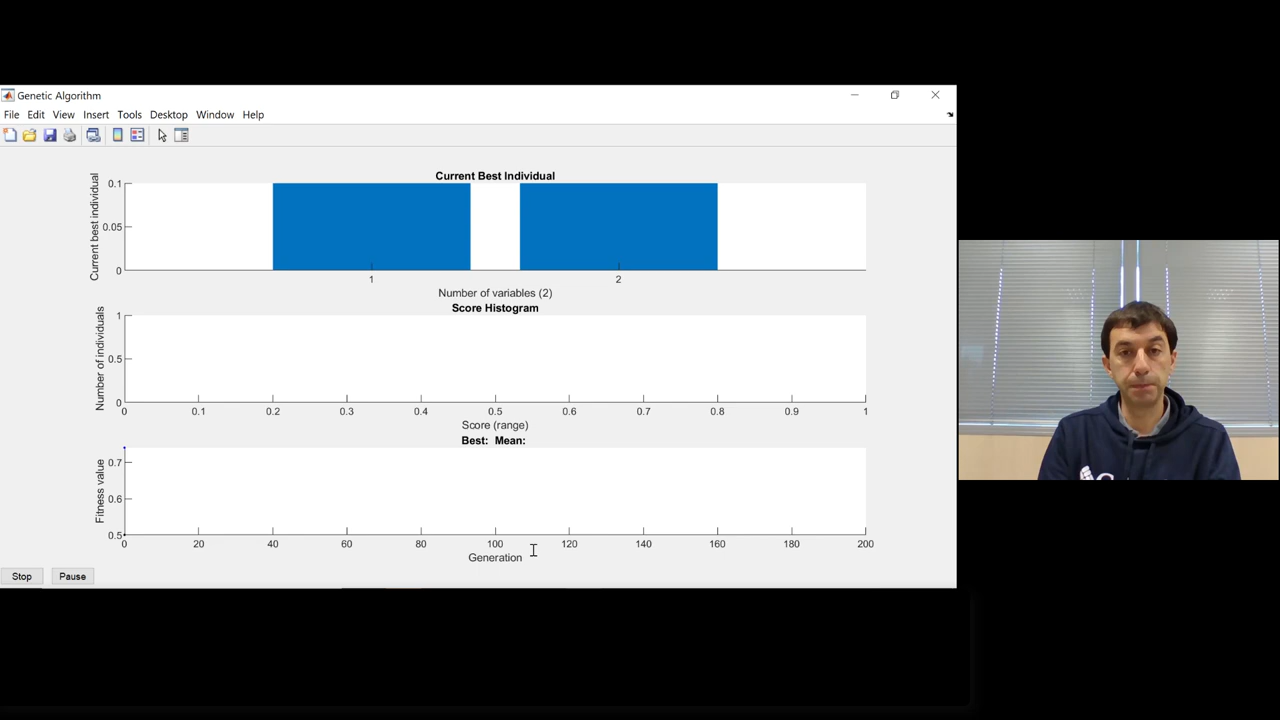 Genetic Algorithm
File Edit View Insert Tools Desktop Window Help
Current Best Individual
Current best individual
0.1
0.05
0
1 2
Number of variables (2)
Score Histogram
Number of individuals
1
0.5
0
0 0.1 0.2 0.3 0.4 0.5 0.6 0.7 0.8 0.9 1
Score (range)
Best: Mean:
Fitness value
0.7
0.6
0.5
0 20 40 60 80 100 120 140 160 180 200
Generation
Stop Pause